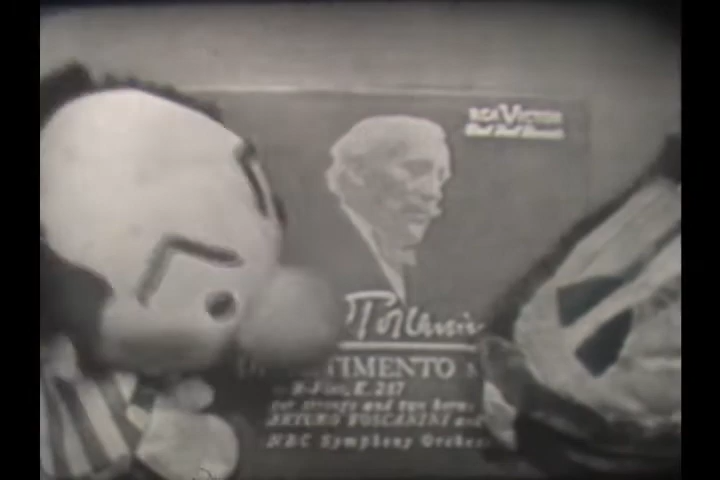 RCA VICTOR
Red Seal Records
Toscanini
TIMENTO
B-Flat, K. 287
for strings and two horns
ARTURO TOSCANINI and
NBC Symphony Orches